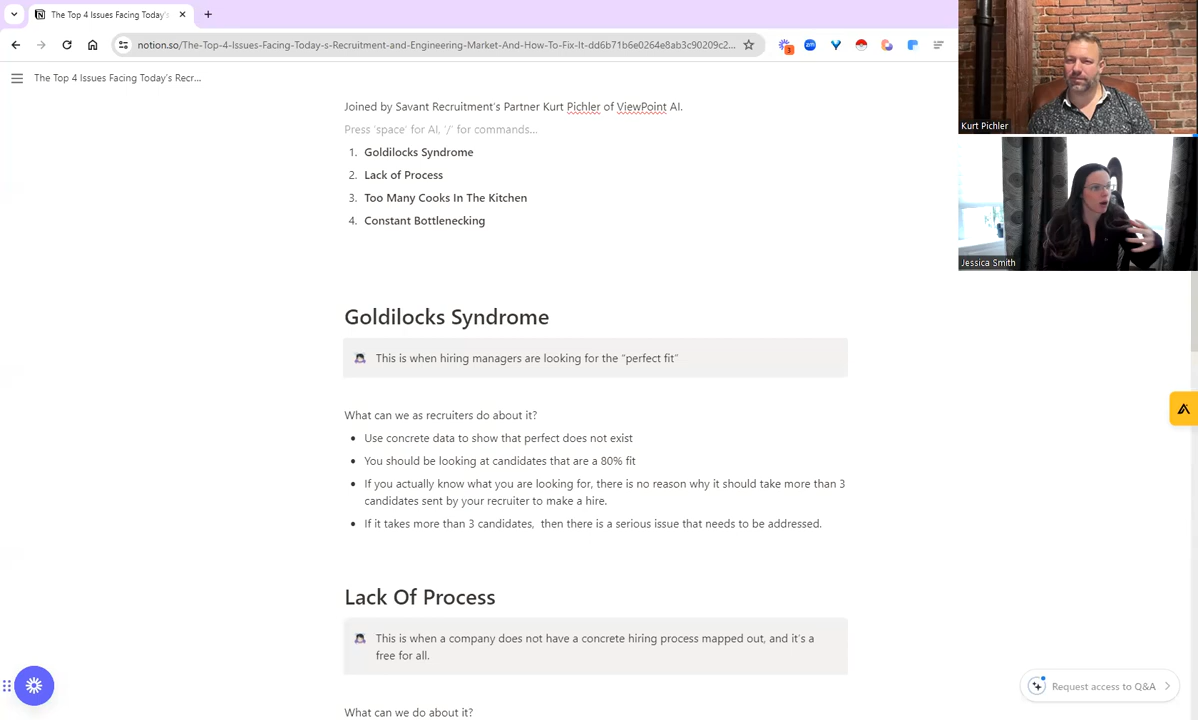 The Top 4 Issues Facing Today's
notion.so/The-Top-4-Issues-Facing-Today-s-Recruitment-and-Engineering-Market-And-How-To-Fix-It-dd6b71b6e0264e8ab3c90209c2...
3
zm
The Top 4 Issues Facing Today's Recr...
Kurt Pichler
Jessica Smith
Joined by Savant Recruitment's Partner Kurt Pichler of ViewPoint AI.
Press 'space' for AI, '/' for commands...
1. Goldilocks Syndrome
2. Lack of Process
3. Too Many Cooks In The Kitchen
4. Constant Bottlenecking
Goldilocks Syndrome
This is when hiring managers are looking for the "perfect fit"
What can we as recruiters do about it?
• Use concrete data to show that perfect does not exist
• You should be looking at candidates that are a 80% fit
• If you actually know what you are looking for, there is no reason why it should take more than 3
candidates sent by your recruiter to make a hire.
• If it takes more than 3 candidates, then there is a serious issue that needs to be addressed.
Lack Of Process
This is when a company does not have a concrete hiring process mapped out, and it's a
free for all.
What can we do about it?
Request access to Q&A